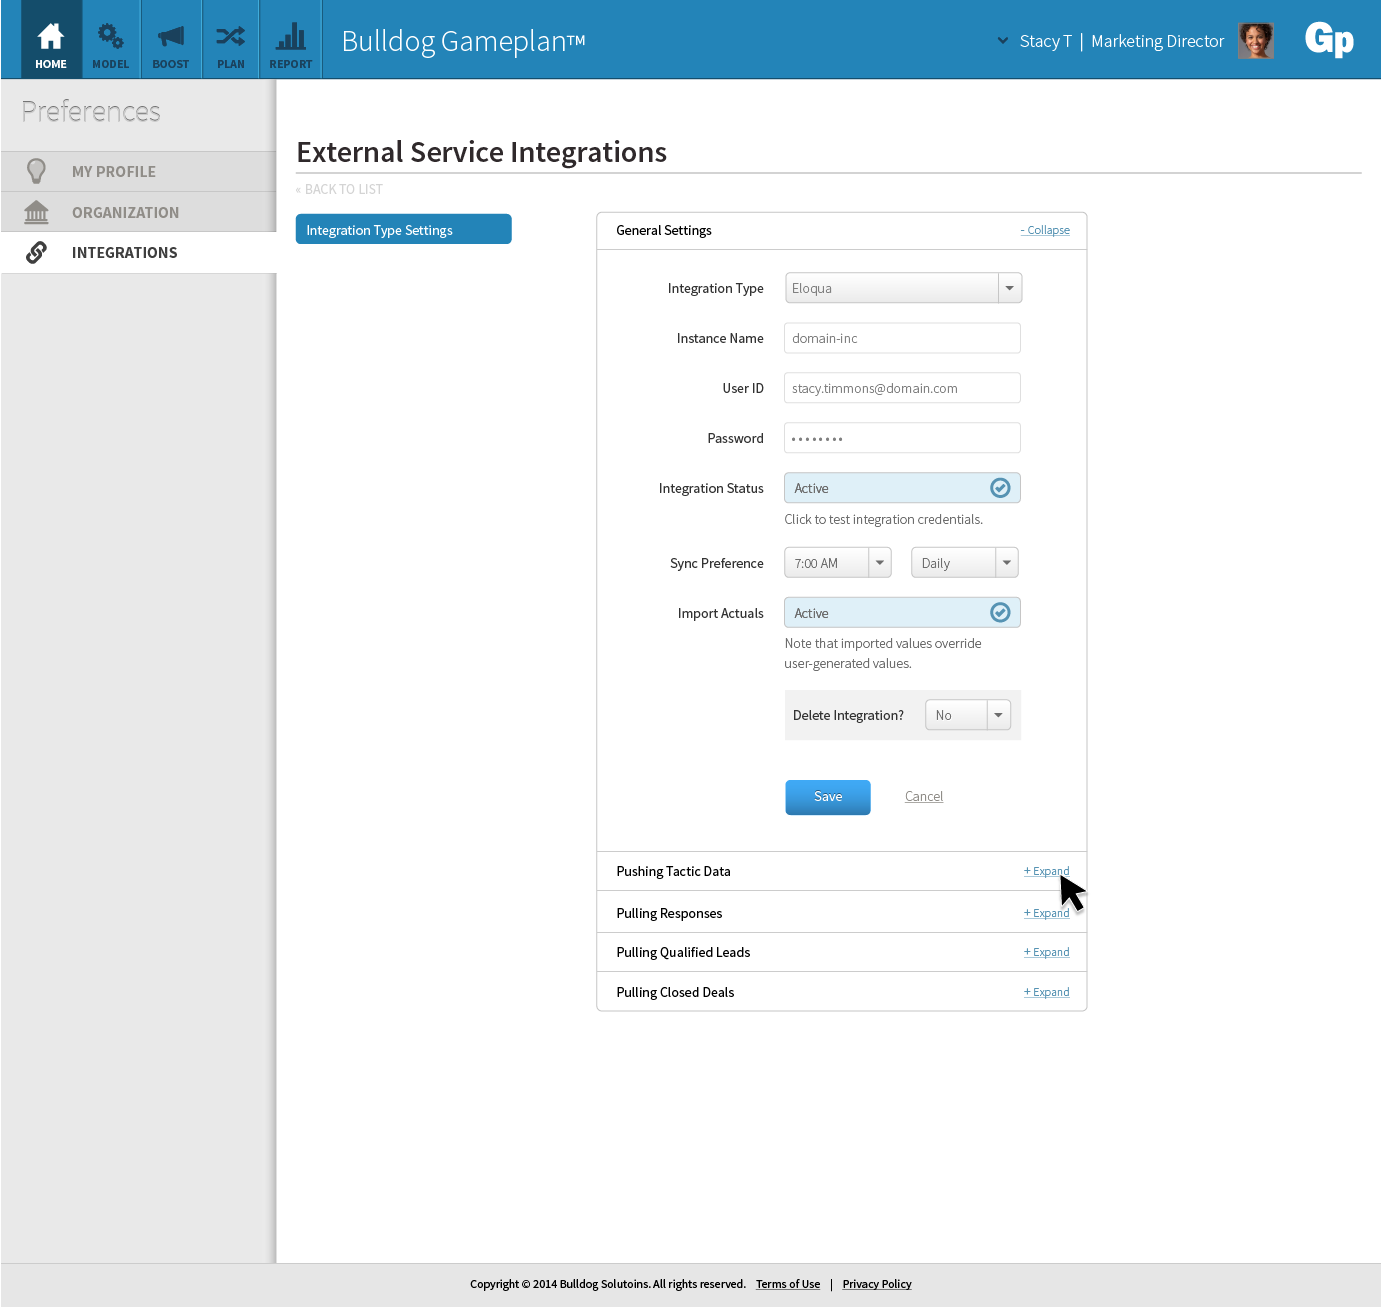 HOME
MODEL
BOOST
PLAN
REPORT
Bulldog Gameplan™
Stacy T | Marketing Director
Gp
Preferences
MY PROFILE
ORGANIZATION
INTEGRATIONS
External Service Integrations
« BACK TO LIST
Integration Type Settings
General Settings
- Collapse
Integration Type
Eloqua
Instance Name
domain-inc
User ID
stacy.timmons@domain.com
Password
••••••••
Integration Status
Active
Click to test integration credentials.
Sync Preference
7:00 AM
Daily
Import Actuals
Active
Note that imported values override
user-generated values.
Delete Integration?
No
Save
Cancel
Pushing Tactic Data
+ Expand
Pulling Responses
+ Expand
Pulling Qualified Leads
+ Expand
Pulling Closed Deals
+ Expand
Copyright © 2014 Bulldog Solutoins. All rights reserved. Terms of Use | Privacy Policy